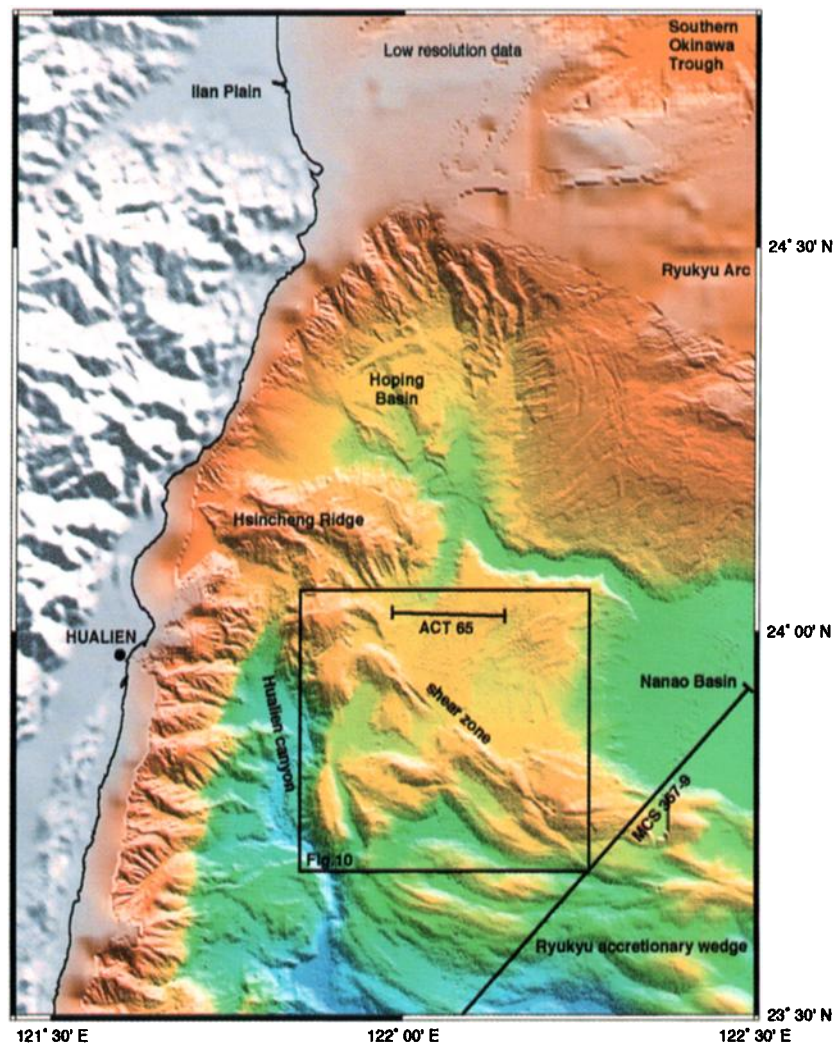 Southern
Okinawa
Trough
Low resolution data
Ilan Plain
24° 30' N
Ryukyu Arc
Hoping
Basin
Hsincheng Ridge
ACT 65
24° 00' N
HUALIEN
Nanao Basin
Hualien canyon
shear zone
MCS 367-9
Fig.10
Ryukyu accretionary wedge
23° 30' N
121° 30' E
122° 00' E
122° 30' E